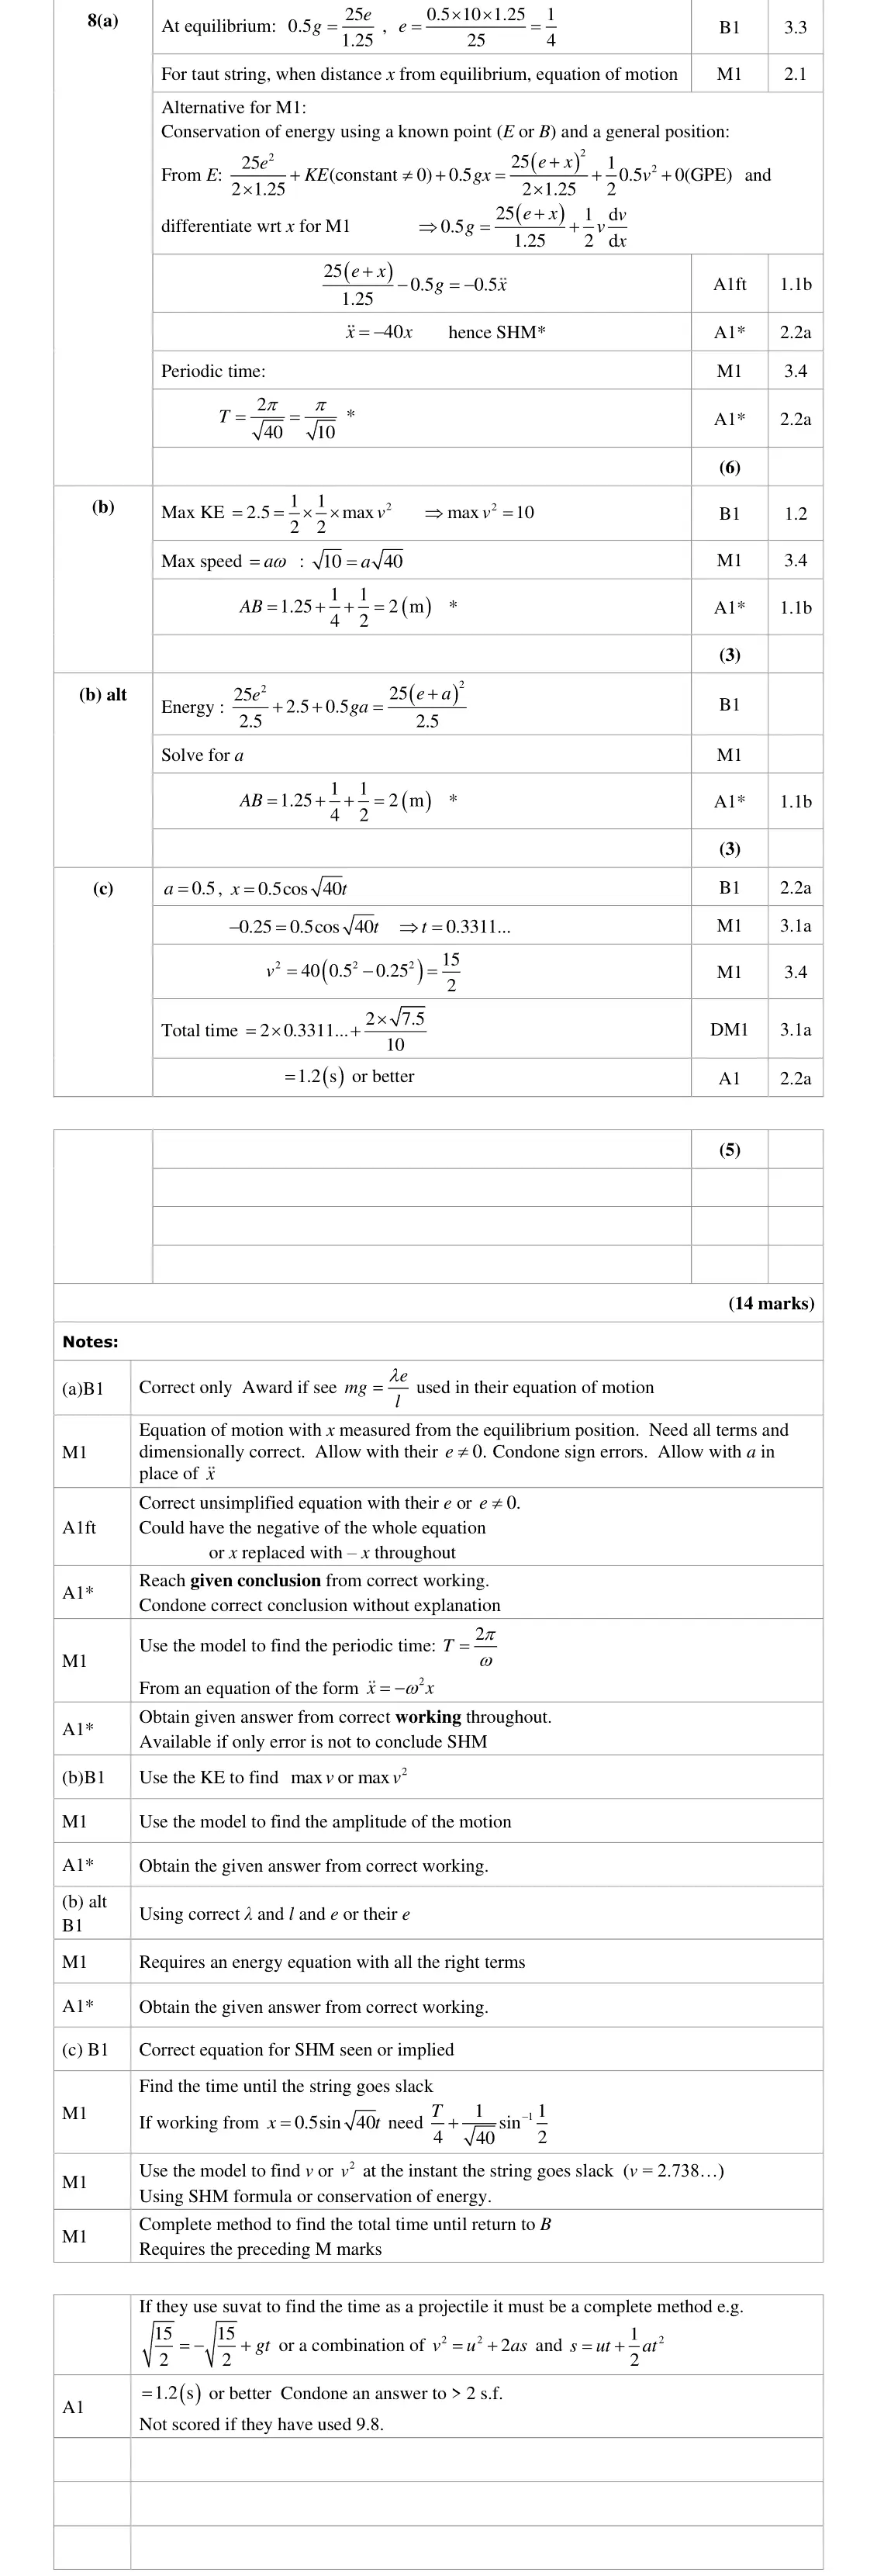 8(a) At equilibrium: 0.5g = 25e/1.25 , e = (0.5×10×1.25)/25 = 1/4 B1 3.3
For taut string, when distance x from equilibrium, equation of motion M1 2.1
Alternative for M1:
Conservation of energy using a known point (E or B) and a general position:
From E: 25e²/(2×1.25) + KE(constant ≠ 0) + 0.5gx = 25(e+x)²/(2×1.25) + 1/2 0.5v² + 0(GPE) and
differentiate wrt x for M1 ⇒ 0.5g = 25(e+x)/1.25 + 1/2 v dv/dx
25(e+x)/1.25 − 0.5g = −0.5ẍ A1ft 1.1b
ẍ = −40x hence SHM* A1* 2.2a
Periodic time: M1 3.4
T = 2π/√40 = π/√10 * A1* 2.2a
(6)
(b) Max KE = 2.5 = 1/2 × 1/2 × max v² ⇒ max v² = 10 B1 1.2
Max speed = aω : √10 = a√40 M1 3.4
AB = 1.25 + 1/4 + 1/2 = 2 (m) * A1* 1.1b
(3)
(b) alt Energy : 25e²/2.5 + 2.5 + 0.5ga = 25(e+a)²/2.5 B1
Solve for a M1
AB = 1.25 + 1/4 + 1/2 = 2 (m) * A1* 1.1b
(3)
(c) a = 0.5 , x = 0.5cos √40t B1 2.2a
−0.25 = 0.5cos √40t ⇒ t = 0.3311... M1 3.1a
v² = 40(0.5² − 0.25²) = 15/2 M1 3.4
Total time = 2×0.3311... + (2×√7.5)/10 DM1 3.1a
= 1.2 (s) or better A1 2.2a
(5)
(14 marks)
Notes:
(a)B1 Correct only Award if see mg = λe/l used in their equation of motion
M1 Equation of motion with x measured from the equilibrium position. Need all terms and
dimensionally correct. Allow with their e ≠ 0. Condone sign errors. Allow with a in
place of ẍ
A1ft Correct unsimplified equation with their e or e ≠ 0.
Could have the negative of the whole equation
or x replaced with – x throughout
A1* Reach given conclusion from correct working.
Condone correct conclusion without explanation
M1 Use the model to find the periodic time: T = 2π/ω
From an equation of the form ẍ = −ω²x
A1* Obtain given answer from correct working throughout.
Available if only error is not to conclude SHM
(b)B1 Use the KE to find max v or max v²
M1 Use the model to find the amplitude of the motion
A1* Obtain the given answer from correct working.
(b) alt
B1 Using correct λ and l and e or their e
M1 Requires an energy equation with all the right terms
A1* Obtain the given answer from correct working.
(c) B1 Correct equation for SHM seen or implied
M1 Find the time until the string goes slack
If working from x = 0.5sin √40t need T/4 + 1/√40 sin⁻¹ 1/2
M1 Use the model to find v or v² at the instant the string goes slack (v = 2.738…)
Using SHM formula or conservation of energy.
M1 Complete method to find the total time until return to B
Requires the preceding M marks
If they use suvat to find the time as a projectile it must be a complete method e.g.
√(15/2) = −√(15/2) + gt or a combination of v² = u² + 2as and s = ut + 1/2 at²
A1 = 1.2 (s) or better Condone an answer to > 2 s.f.
Not scored if they have used 9.8.